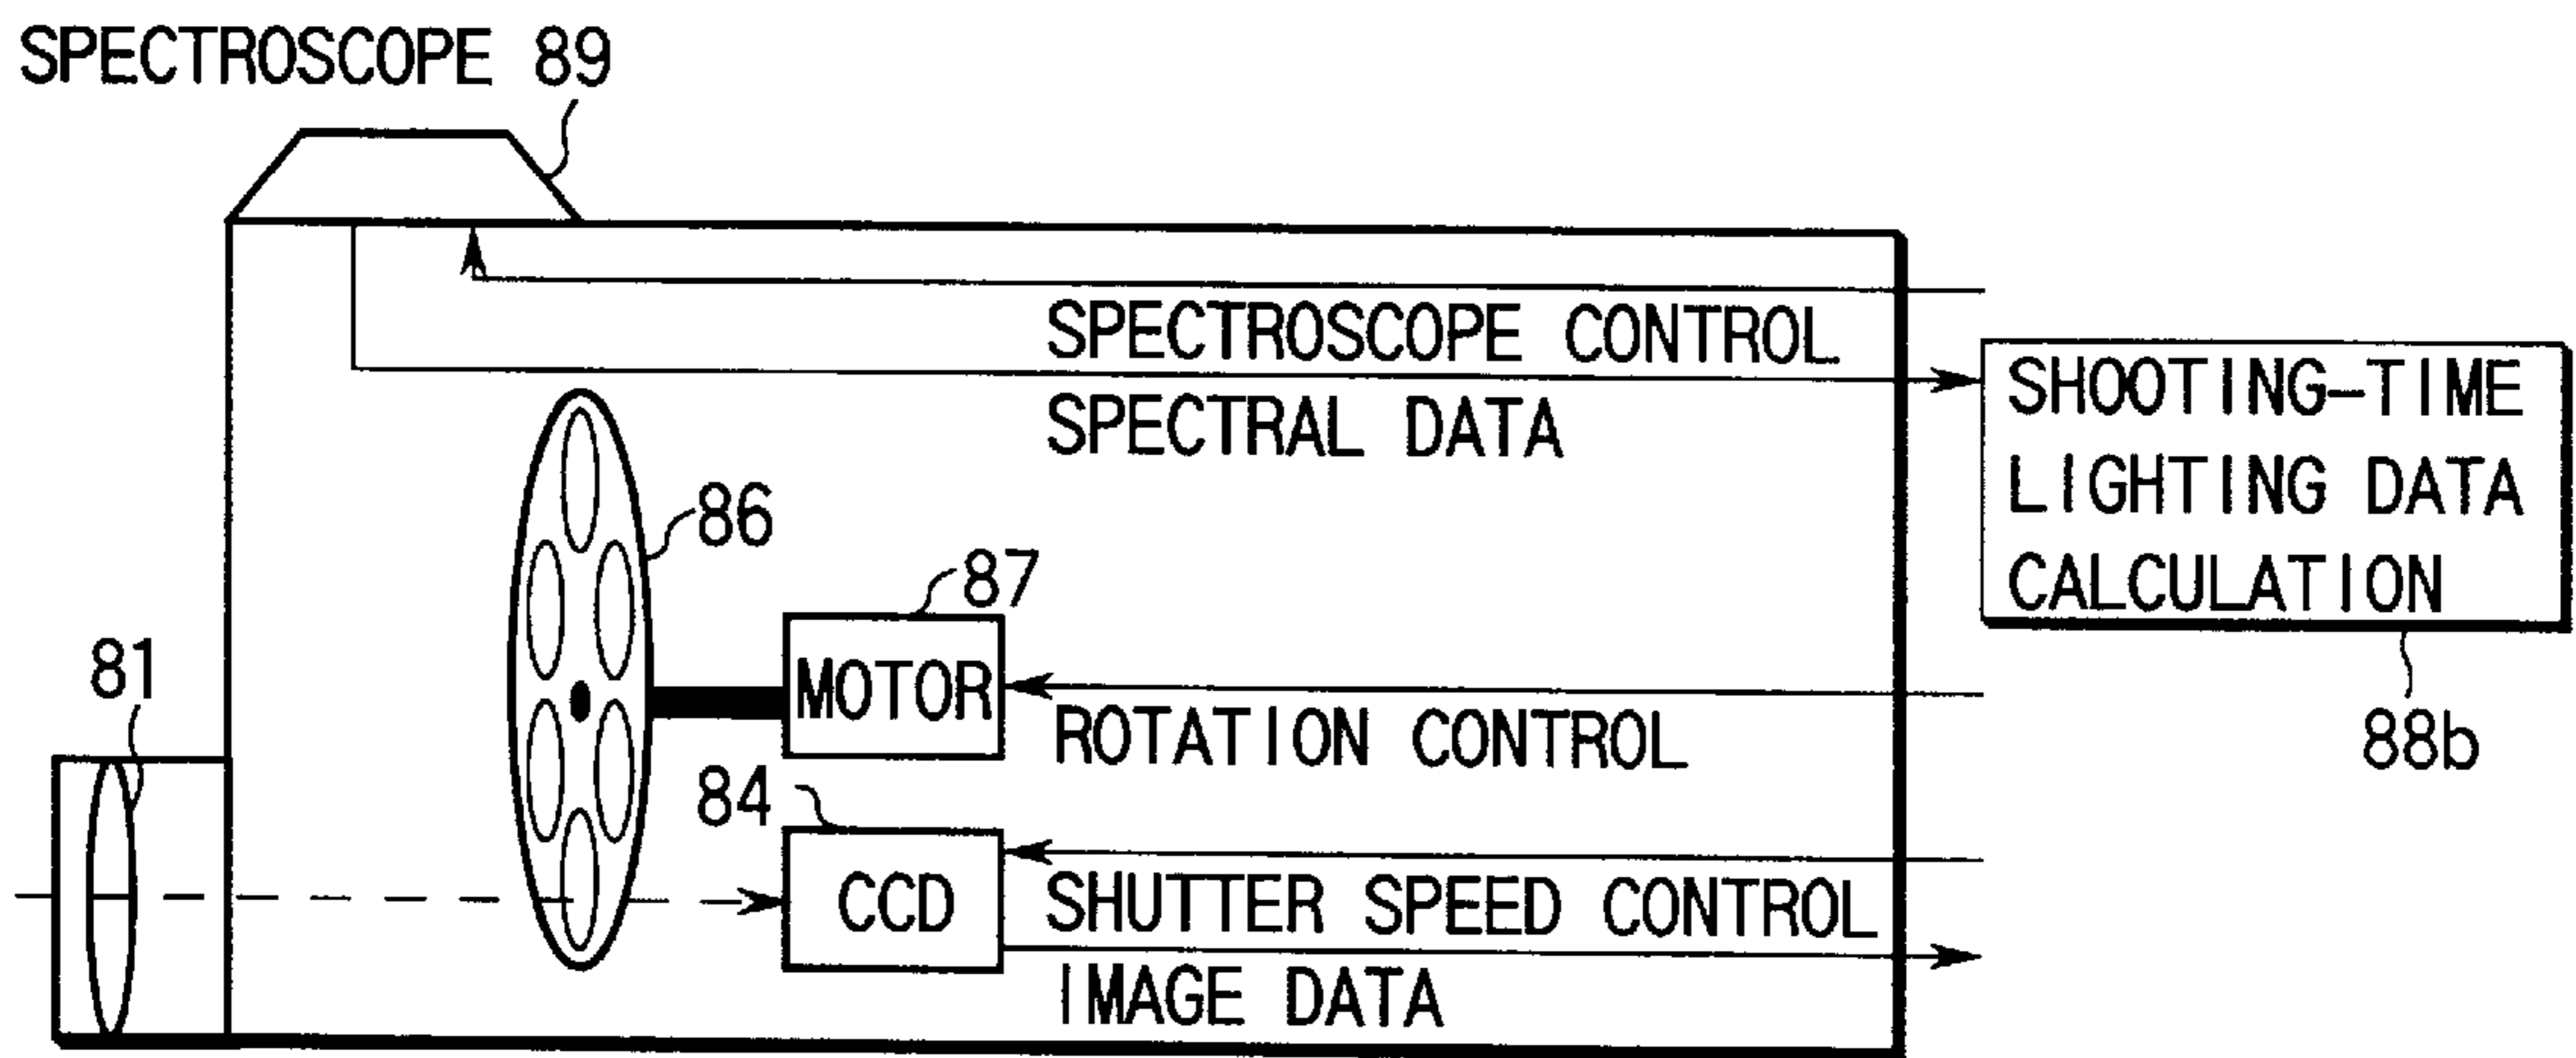 SPECTROSCOPE 89
SPECTROSCOPE CONTROL
SPECTRAL DATA
SHOOTING-TIME
LIGHTING DATA
CALCULATION
88b
86
87
MOTOR
ROTATION CONTROL
81
84
CCD
SHUTTER SPEED CONTROL
IMAGE DATA